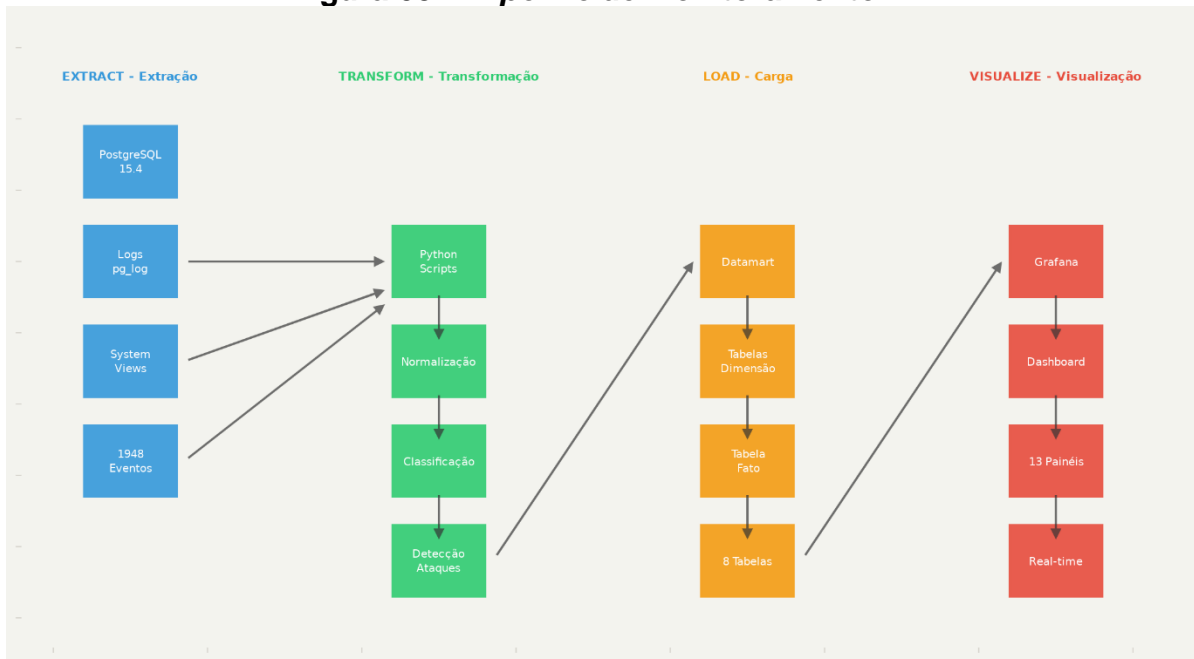 EXTRACT - Extração
TRANSFORM - Transformação
LOAD - Carga
VISUALIZE - Visualização
PostgreSQL
15.4
Logs
pg_log
System
Views
1948
Eventos
Python
Scripts
Normalização
Classificação
Detecção
Ataques
Datamart
Tabelas
Dimensão
Tabela
Fato
8 Tabelas
Grafana
Dashboard
13 Painéis
Real-time